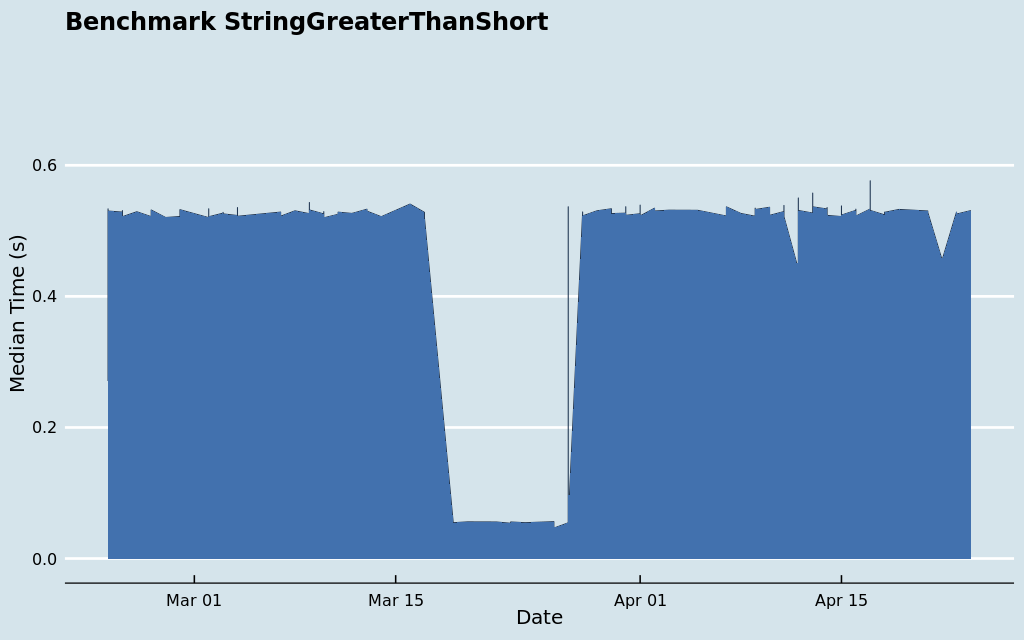 Benchmark StringGreaterThanShort
Median Time (s)
0.6
0.4
0.2
0.0
Mar 01
Mar 15
Apr 01
Apr 15
Date